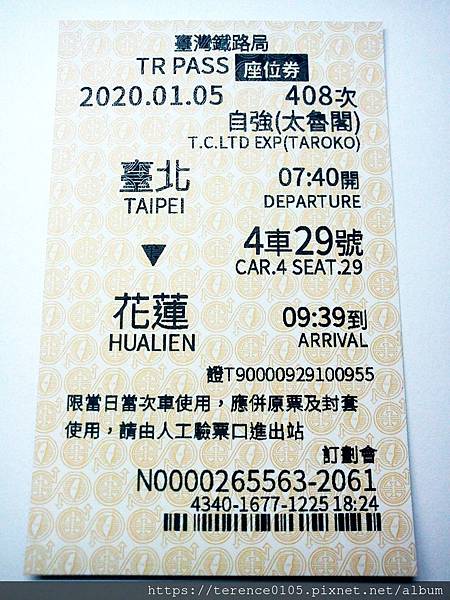 臺灣鐵路局
TR PASS 座位券
2020.01.05 408次
自強(太魯閣)
T.C.LTD EXP(TAROKO)
臺北 07:40開
TAIPEI DEPARTURE
▼ 4車29號
CAR.4 SEAT.29
花蓮 09:39到
HUALIEN ARRIVAL
證T90000929100955
限當日當次車使用，應併原票及封套
使用，請由人工驗票口進出站
訂劃會
N0000265563-2061
4340-1677-1225 18:24
https://terence0105.pixnet.net/album